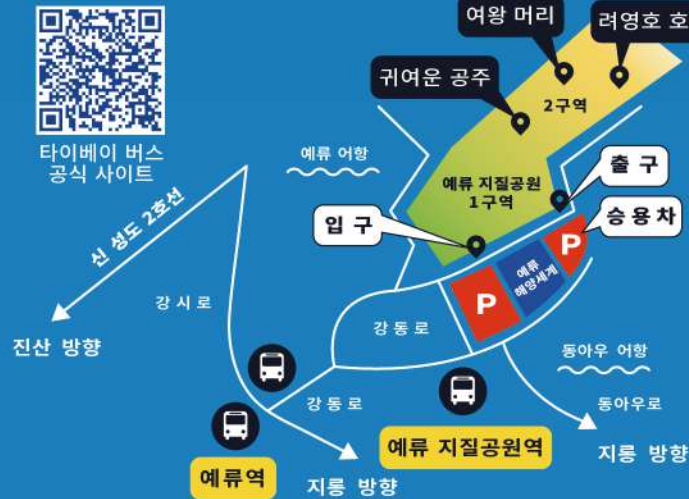 여왕 머리
려영호 호
귀여운 공주
2구역
타이베이 버스
공식 사이트
예류 어항
예류 지질공원
1구역
출 구
입 구
승용차
신 성도 2호선
P
예류
해양세계
P
강시로
강동로
진산 방향
동아우 어항
강동로
동아우로
예류역
예류 지질공원역
지롱 방향
지롱 방향